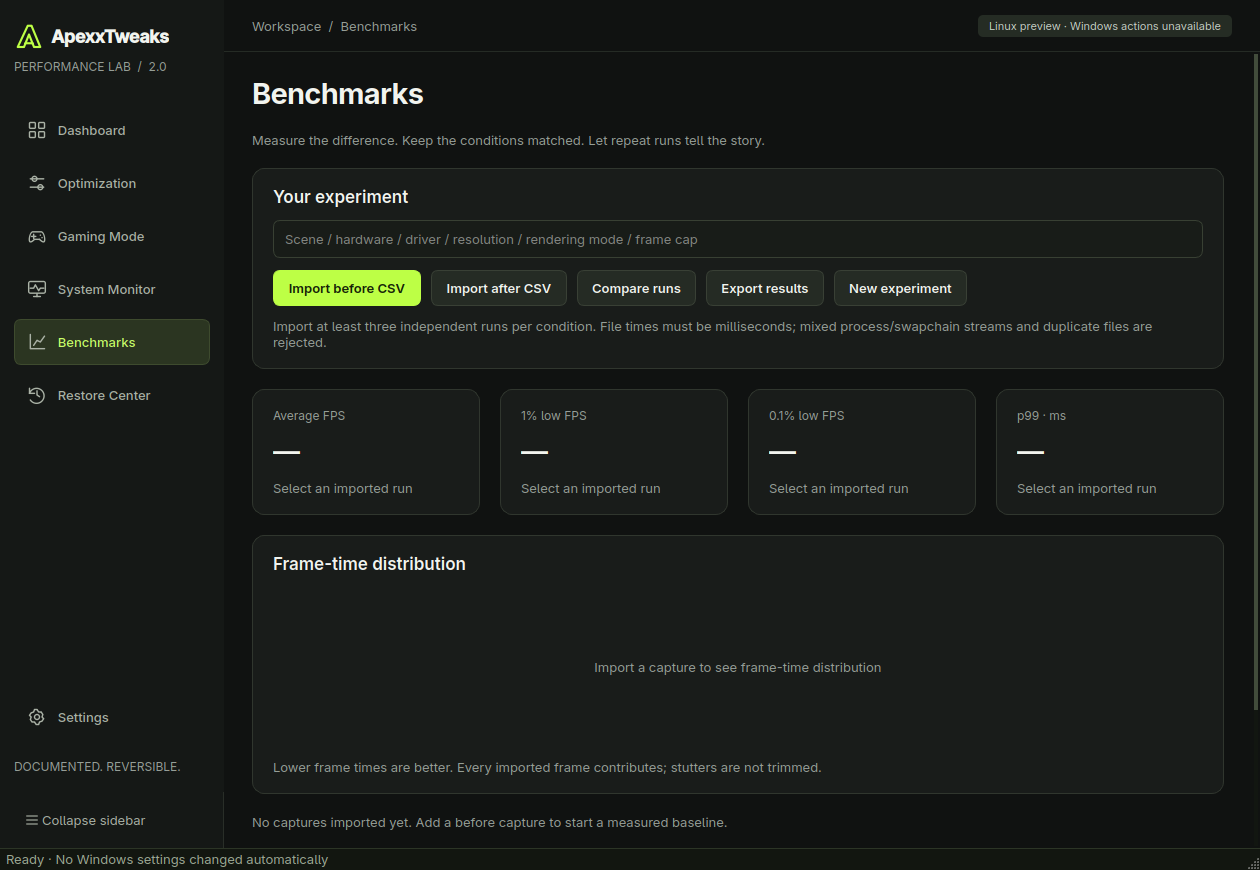 ApexxTweaks
PERFORMANCE LAB / 2.0
Dashboard
Optimization
Gaming Mode
System Monitor
Benchmarks
Restore Center
Settings
DOCUMENTED. REVERSIBLE.
Collapse sidebar
Workspace / Benchmarks
Linux preview · Windows actions unavailable
Benchmarks
Measure the difference. Keep the conditions matched. Let repeat runs tell the story.
Your experiment
Scene / hardware / driver / resolution / rendering mode / frame cap
Import before CSV
Import after CSV
Compare runs
Export results
New experiment
Import at least three independent runs per condition. File times must be milliseconds; mixed process/swapchain streams and duplicate files are
rejected.
Average FPS
—
Select an imported run
1% low FPS
—
Select an imported run
0.1% low FPS
—
Select an imported run
p99 · ms
—
Select an imported run
Frame-time distribution
Import a capture to see frame-time distribution
Lower frame times are better. Every imported frame contributes; stutters are not trimmed.
No captures imported yet. Add a before capture to start a measured baseline.
Ready · No Windows settings changed automatically